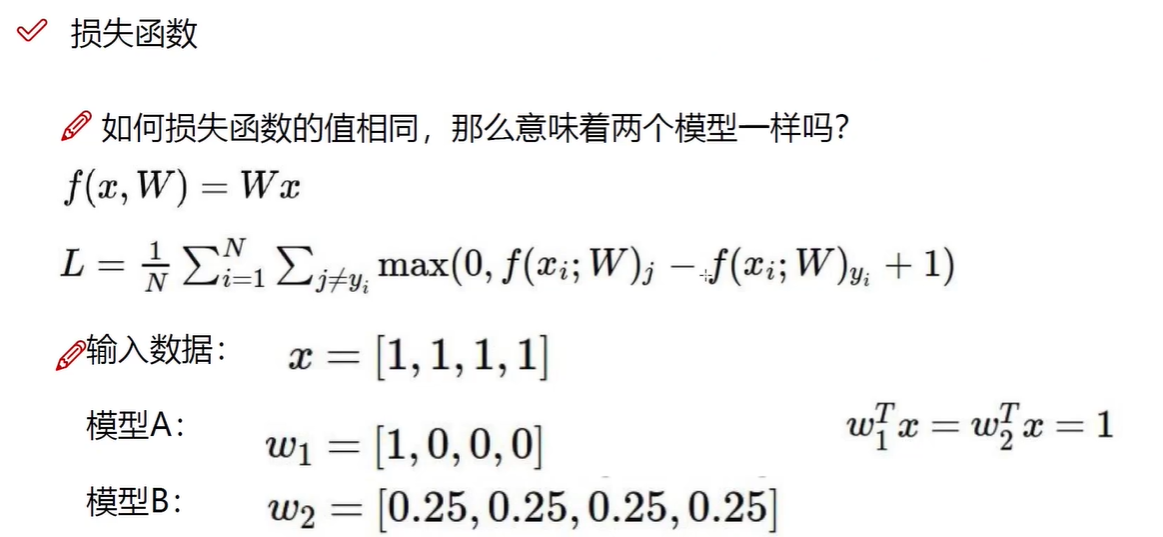 损失函数
如何损失函数的值相同，那么意味着两个模型一样吗？
f(x, W) = Wx
L = \frac{1}{N} \sum_{i=1}^{N} \sum_{j \neq y_i} max(0, f(x_i; W)_j − f(x_i; W)_{y_i} + 1)
输入数据： x = [1, 1, 1, 1]
模型A： w_1 = [1, 0, 0, 0] w_1^T x = w_2^T x = 1
模型B： w_2 = [0.25, 0.25, 0.25, 0.25]